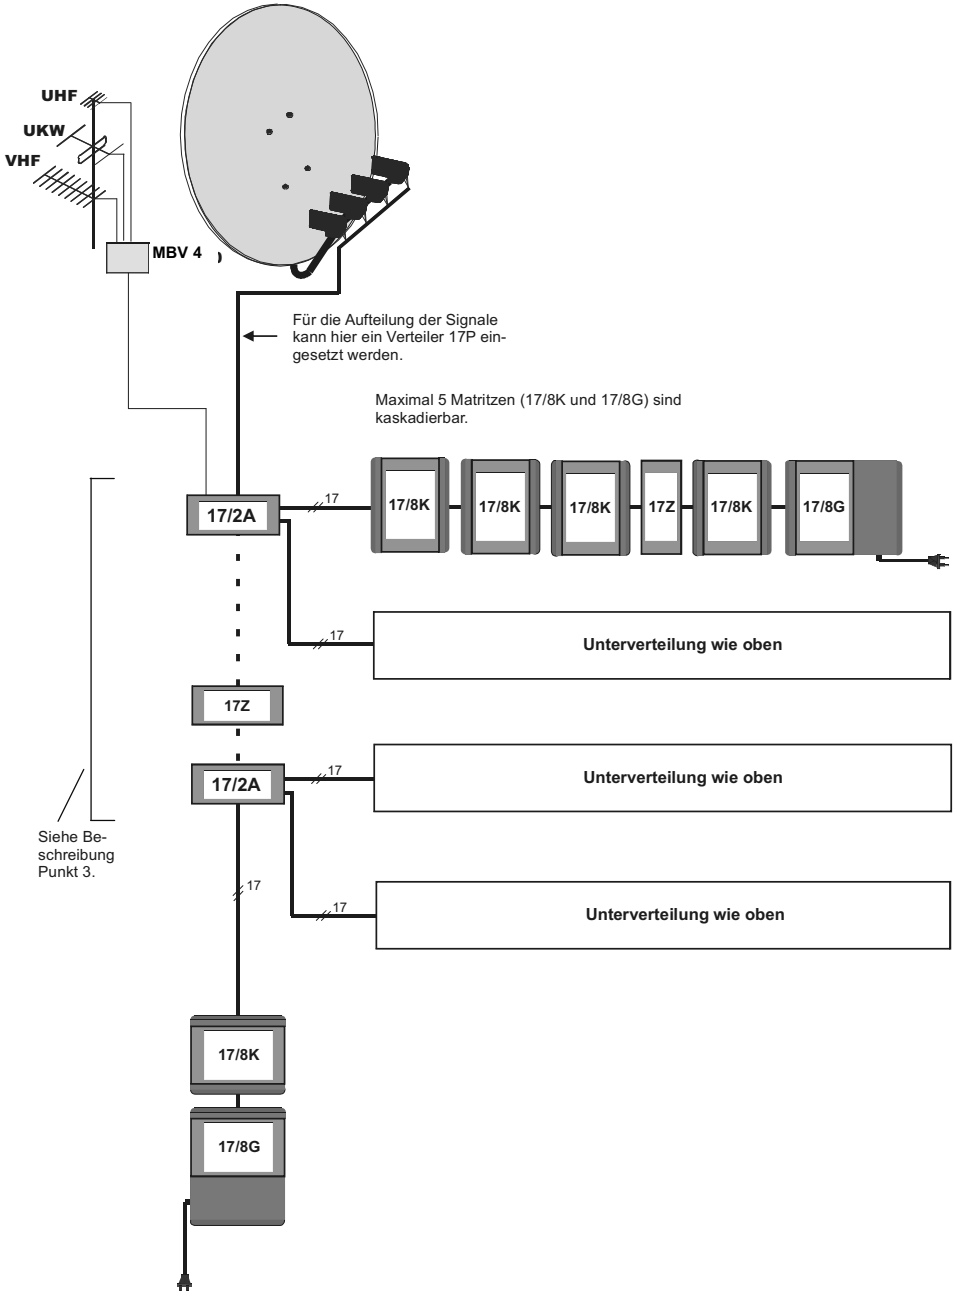 UHF
UKW
VHF
MBV 4
Für die Aufteilung der Signale
kann hier ein Verteiler 17P ein-
gesetzt werden.
Maximal 5 Matritzen (17/8K und 17/8G) sind
kaskadierbar.
17/2A
17
17/8K
17/8K
17/8K
17Z
17/8K
17/8G
17
Unterverteilung wie oben
17Z
17/2A
17
Unterverteilung wie oben
Siehe Be-
schreibung
Punkt 3.
17
17
Unterverteilung wie oben
17/8K
17/8G